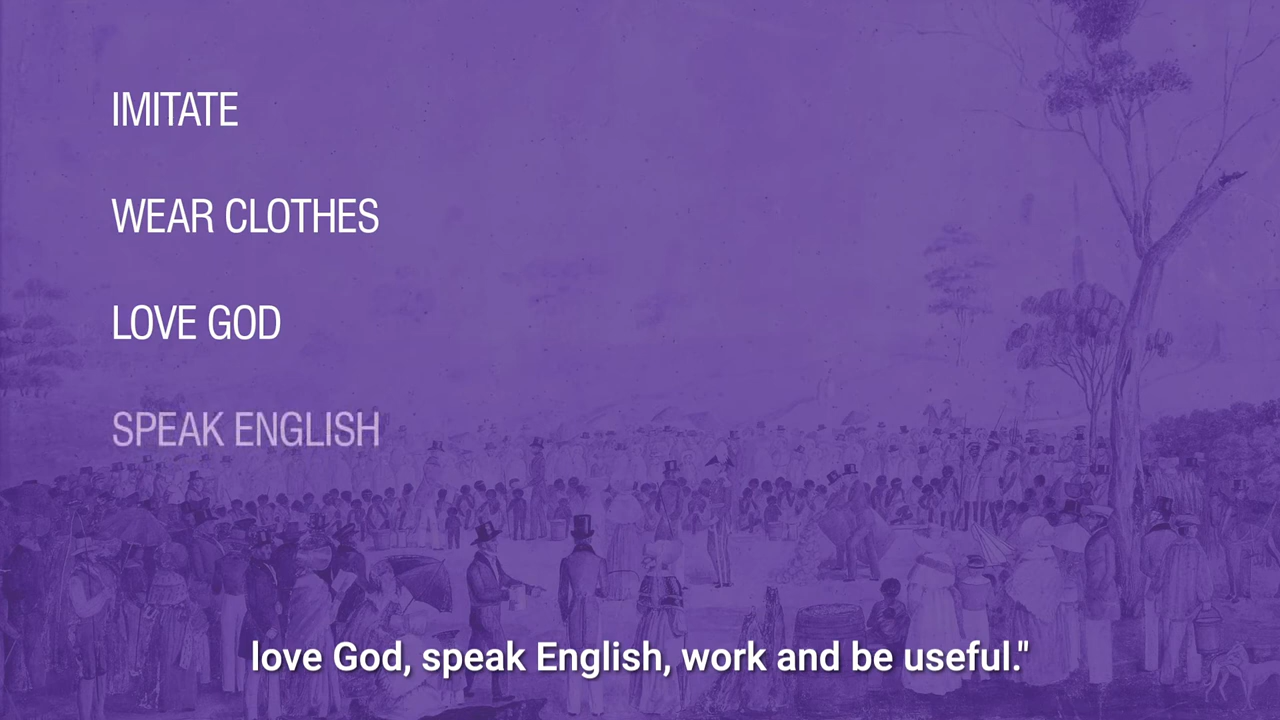 IMITATE
WEAR CLOTHES
LOVE GOD
SPEAK ENGLISH
love God, speak English, work and be useful."